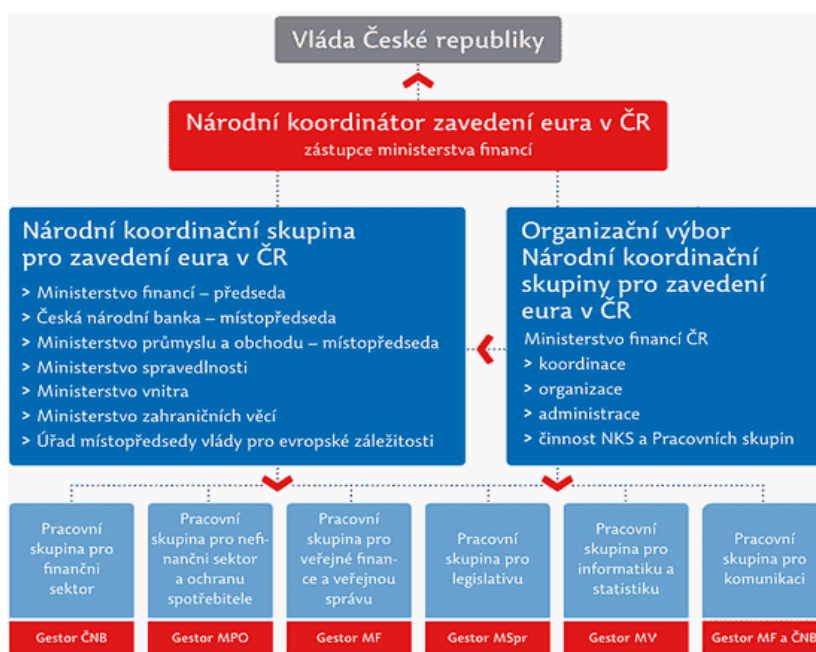 Vláda České republiky
Národní koordinátor zavedení eura v ČR
zástupce ministerstva financí
Národní koordinační skupina
pro zavedení eura v ČR
> Ministerstvo financí – předseda
> Česká národní banka – místopředseda
> Ministerstvo průmyslu a obchodu – místopředseda
> Ministerstvo spravedlnosti
> Ministerstvo vnitra
> Ministerstvo zahraničních věcí
> Úřad místopředsedy vlády pro evropské záležitosti
Organizační výbor
Národní koordinační
skupiny pro zavedení
eura v ČR
Ministerstvo financí ČR
> koordinace
> organizace
> administrace
> činnost NKS a Pracovních skupin
Pracovní
skupina pro
finanční
sektor
Gestor ČNB
Pracovní
skupina pro nefi-
nanční sektor
a ochranu
spotřebitele
Gestor MPO
Pracovní
skupina pro
veřejné finan-
ce a veřejnou
správu
Gestor MF
Pracovní
skupina pro
legislativu
Gestor MSpr
Pracovní
skupina pro
informatiku a
statistiku
Gestor MV
Pracovní
skupina pro
komunikaci
Gestor MF a ČNB